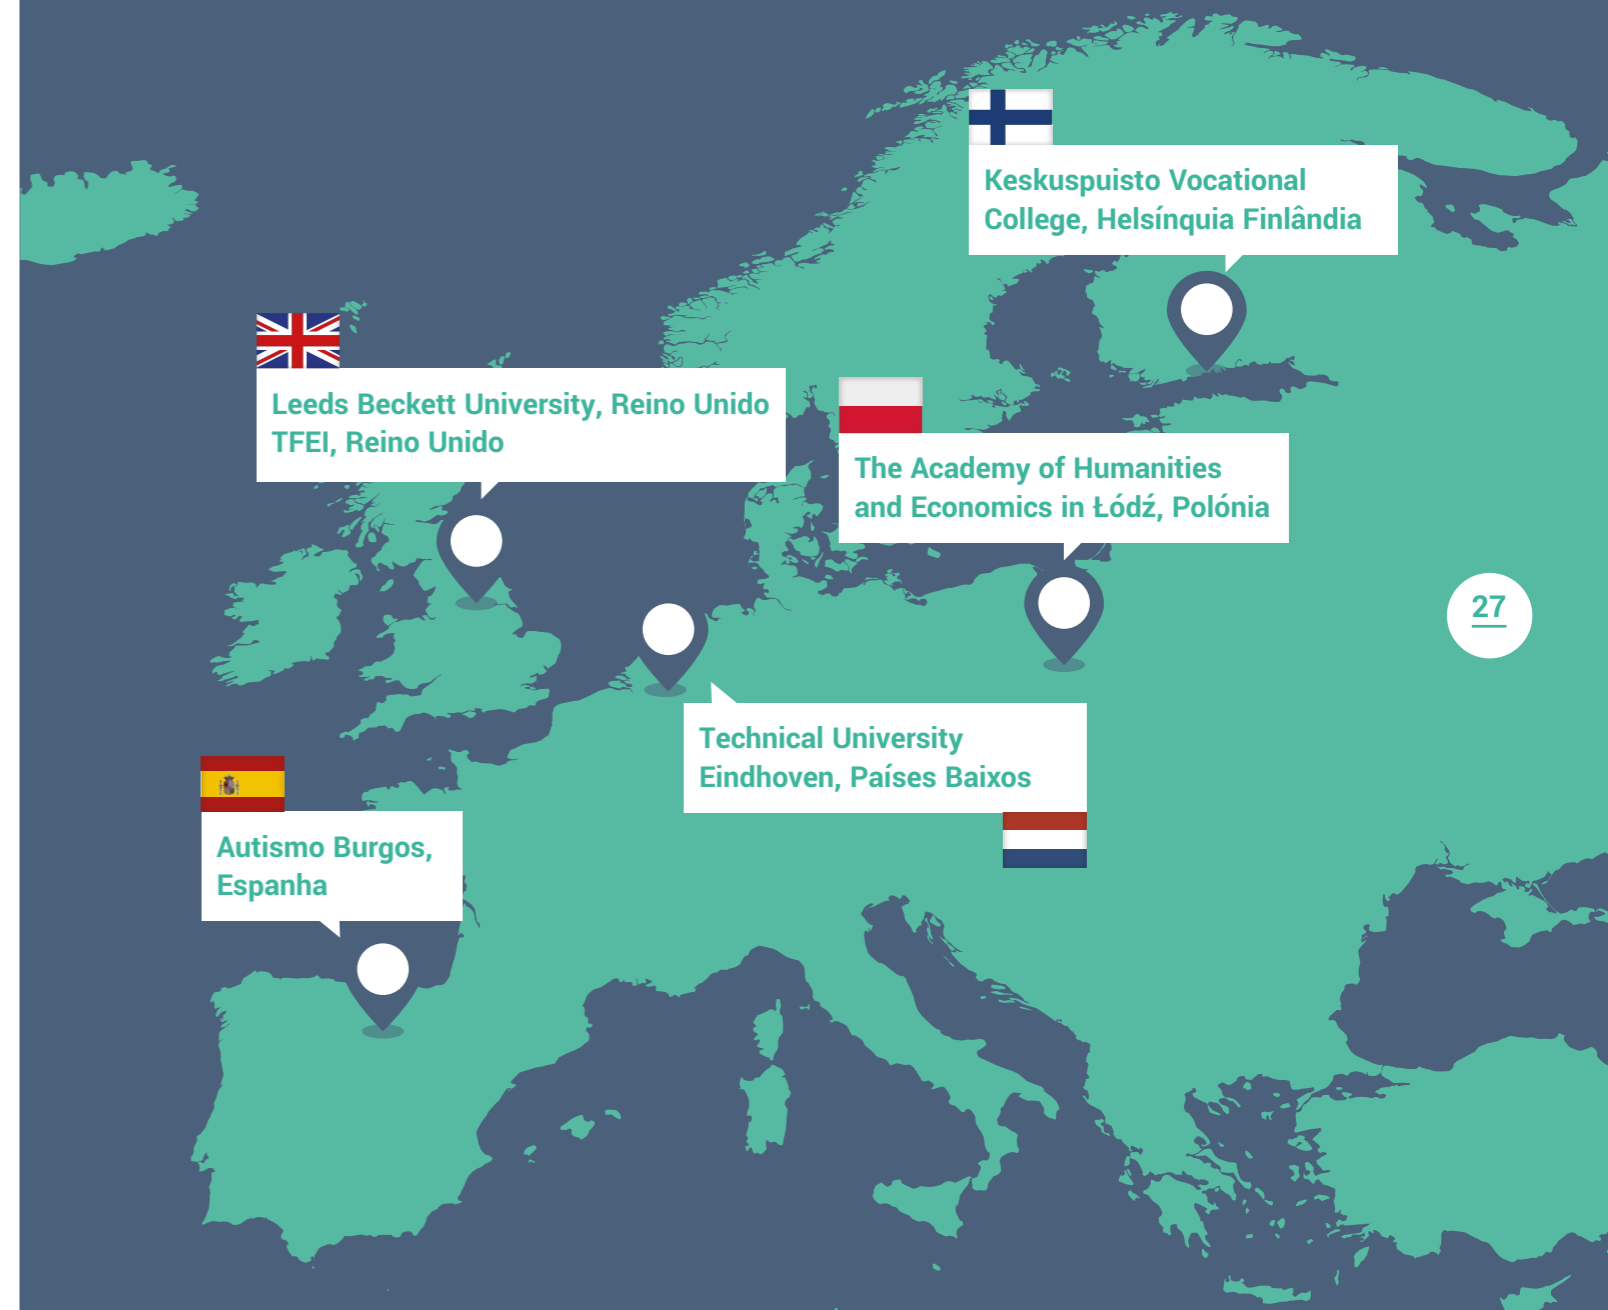 Keskuspuisto Vocational
College, Helsínquia Finlândia
Leeds Beckett University, Reino Unido
TFEI, Reino Unido
The Academy of Humanities
and Economics in Łódź, Polónia
27
Technical University
Eindhoven, Países Baixos
Autismo Burgos,
Espanha